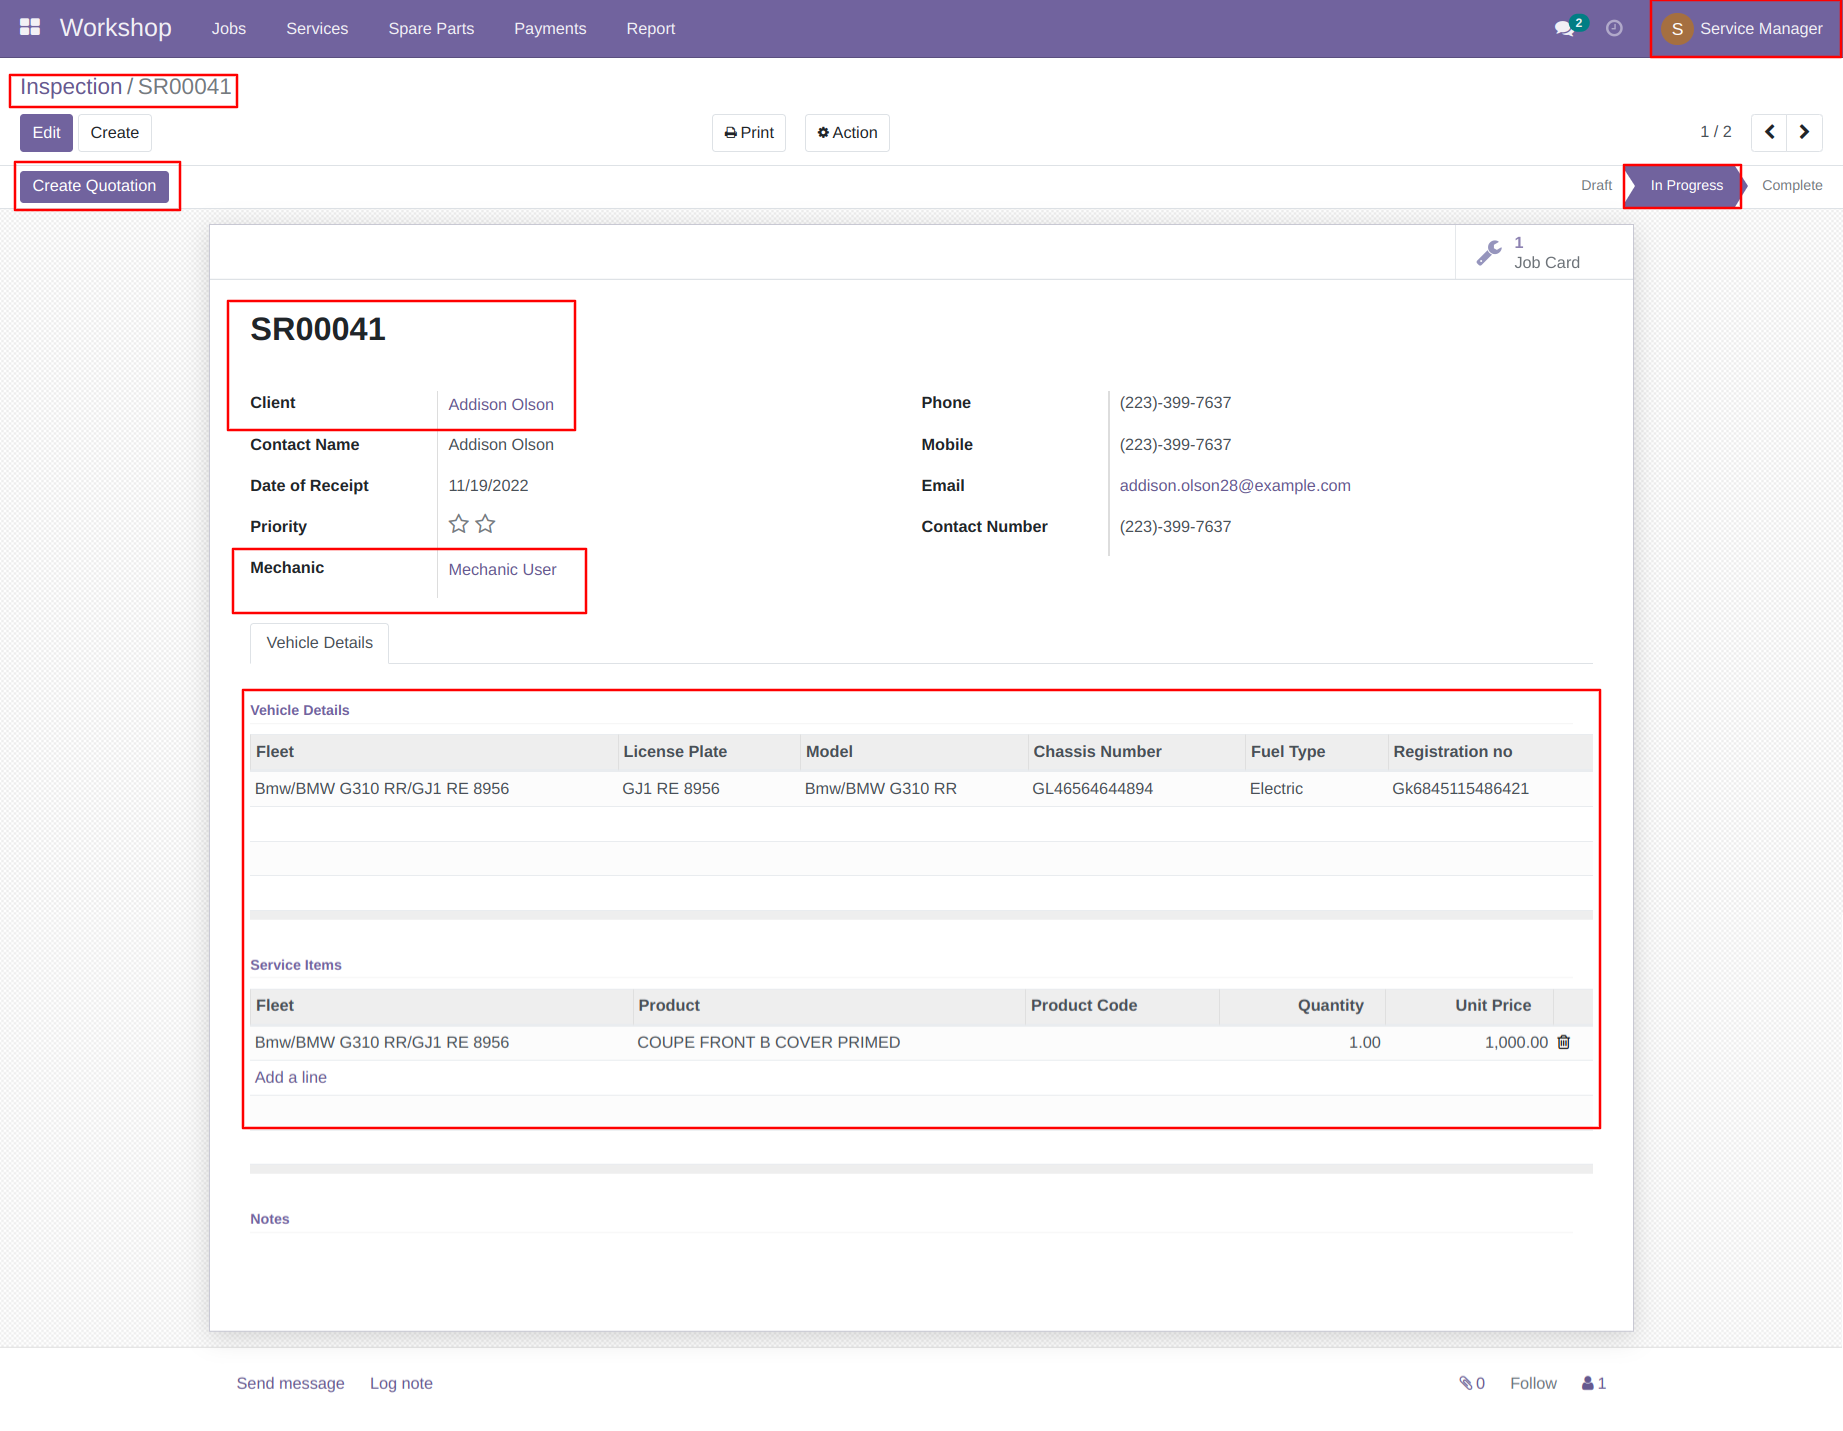 Workshop Jobs Services Spare Parts Payments Report 2 S Service Manager
Inspection / SR00041
Edit Create Print Action 1 / 2
Create Quotation Draft In Progress Complete
1
Job Card
SR00041
Client Addison Olson Phone (223)-399-7637
Contact Name Addison Olson Mobile (223)-399-7637
Date of Receipt 11/19/2022 Email addison.olson28@example.com
Priority Contact Number (223)-399-7637
Mechanic Mechanic User
Vehicle Details
Vehicle Details
Fleet License Plate Model Chassis Number Fuel Type Registration no
Bmw/BMW G310 RR/GJ1 RE 8956 GJ1 RE 8956 Bmw/BMW G310 RR GL46564644894 Electric Gk6845115486421
Service Items
Fleet Product Product Code Quantity Unit Price
Bmw/BMW G310 RR/GJ1 RE 8956 COUPE FRONT B COVER PRIMED 1.00 1,000.00
Add a line
Notes
Send message Log note 0 Follow 1